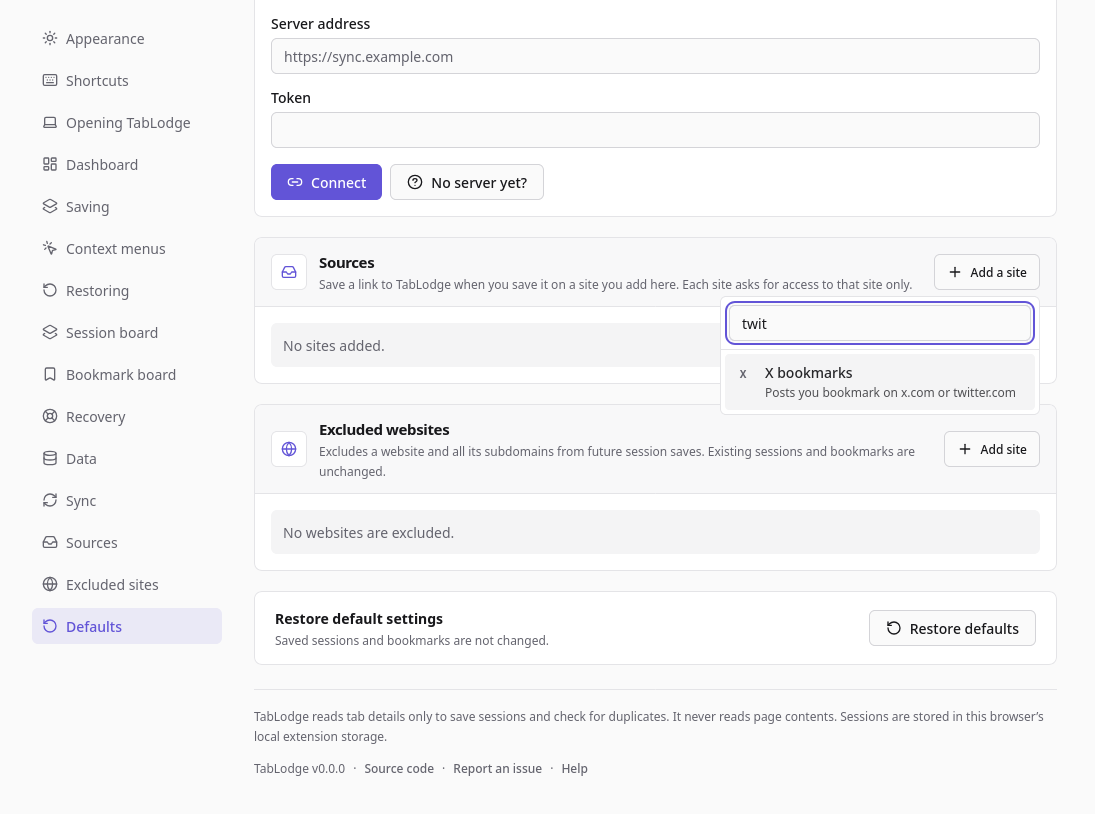 Appearance
Shortcuts
Opening TabLodge
Dashboard
Saving
Context menus
Restoring
Session board
Bookmark board
Recovery
Data
Sync
Sources
Excluded sites
Defaults
Server address
https://sync.example.com
Token
Connect
No server yet?
Sources
Save a link to TabLodge when you save it on a site you add here. Each site asks for access to that site only.
Add a site
No sites added.
twit
X
X bookmarks
Posts you bookmark on x.com or twitter.com
Excluded websites
Excludes a website and all its subdomains from future session saves. Existing sessions and bookmarks are
unchanged.
Add site
No websites are excluded.
Restore default settings
Saved sessions and bookmarks are not changed.
Restore defaults
TabLodge reads tab details only to save sessions and check for duplicates. It never reads page contents. Sessions are stored in this browser’s
local extension storage.
TabLodge v0.0.0 · Source code · Report an issue · Help